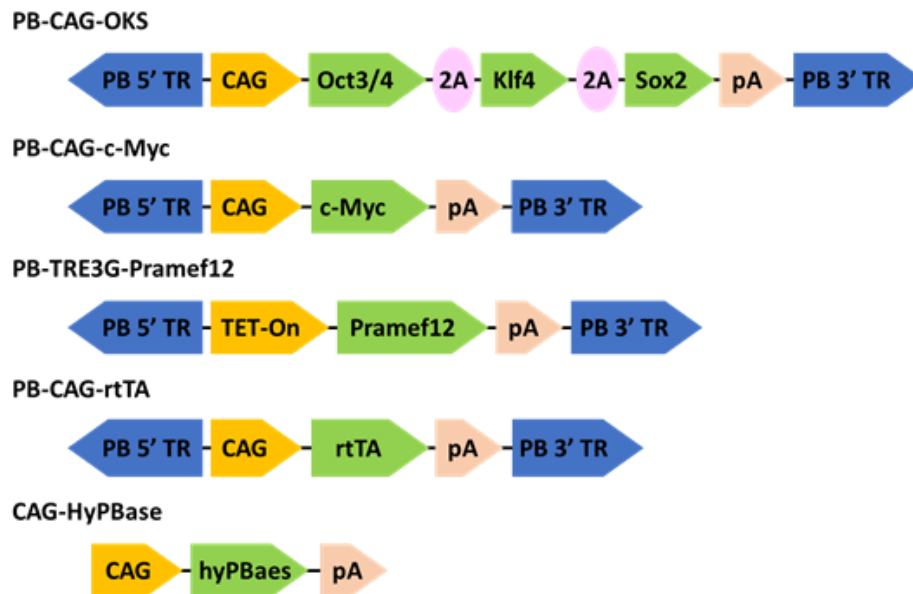 PB-CAG-OKS
PB 5' TR CAG Oct3/4 2A Klf4 2A Sox2 pA PB 3' TR
PB-CAG-c-Myc
PB 5' TR CAG c-Myc pA PB 3' TR
PB-TRE3G-Pramef12
PB 5' TR TET-On Pramef12 pA PB 3' TR
PB-CAG-rtTA
PB 5' TR CAG rtTA pA PB 3' TR
CAG-HyPBase
CAG hyPBaes pA